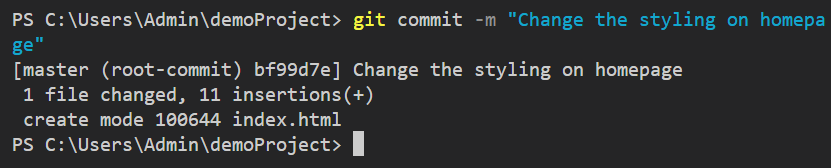 PS C:\Users\Admin\demoProject> git commit -m "Change the styling on homepa
ge"
[master (root-commit) bf99d7e] Change the styling on homepage
 1 file changed, 11 insertions(+)
 create mode 100644 index.html
PS C:\Users\Admin\demoProject>